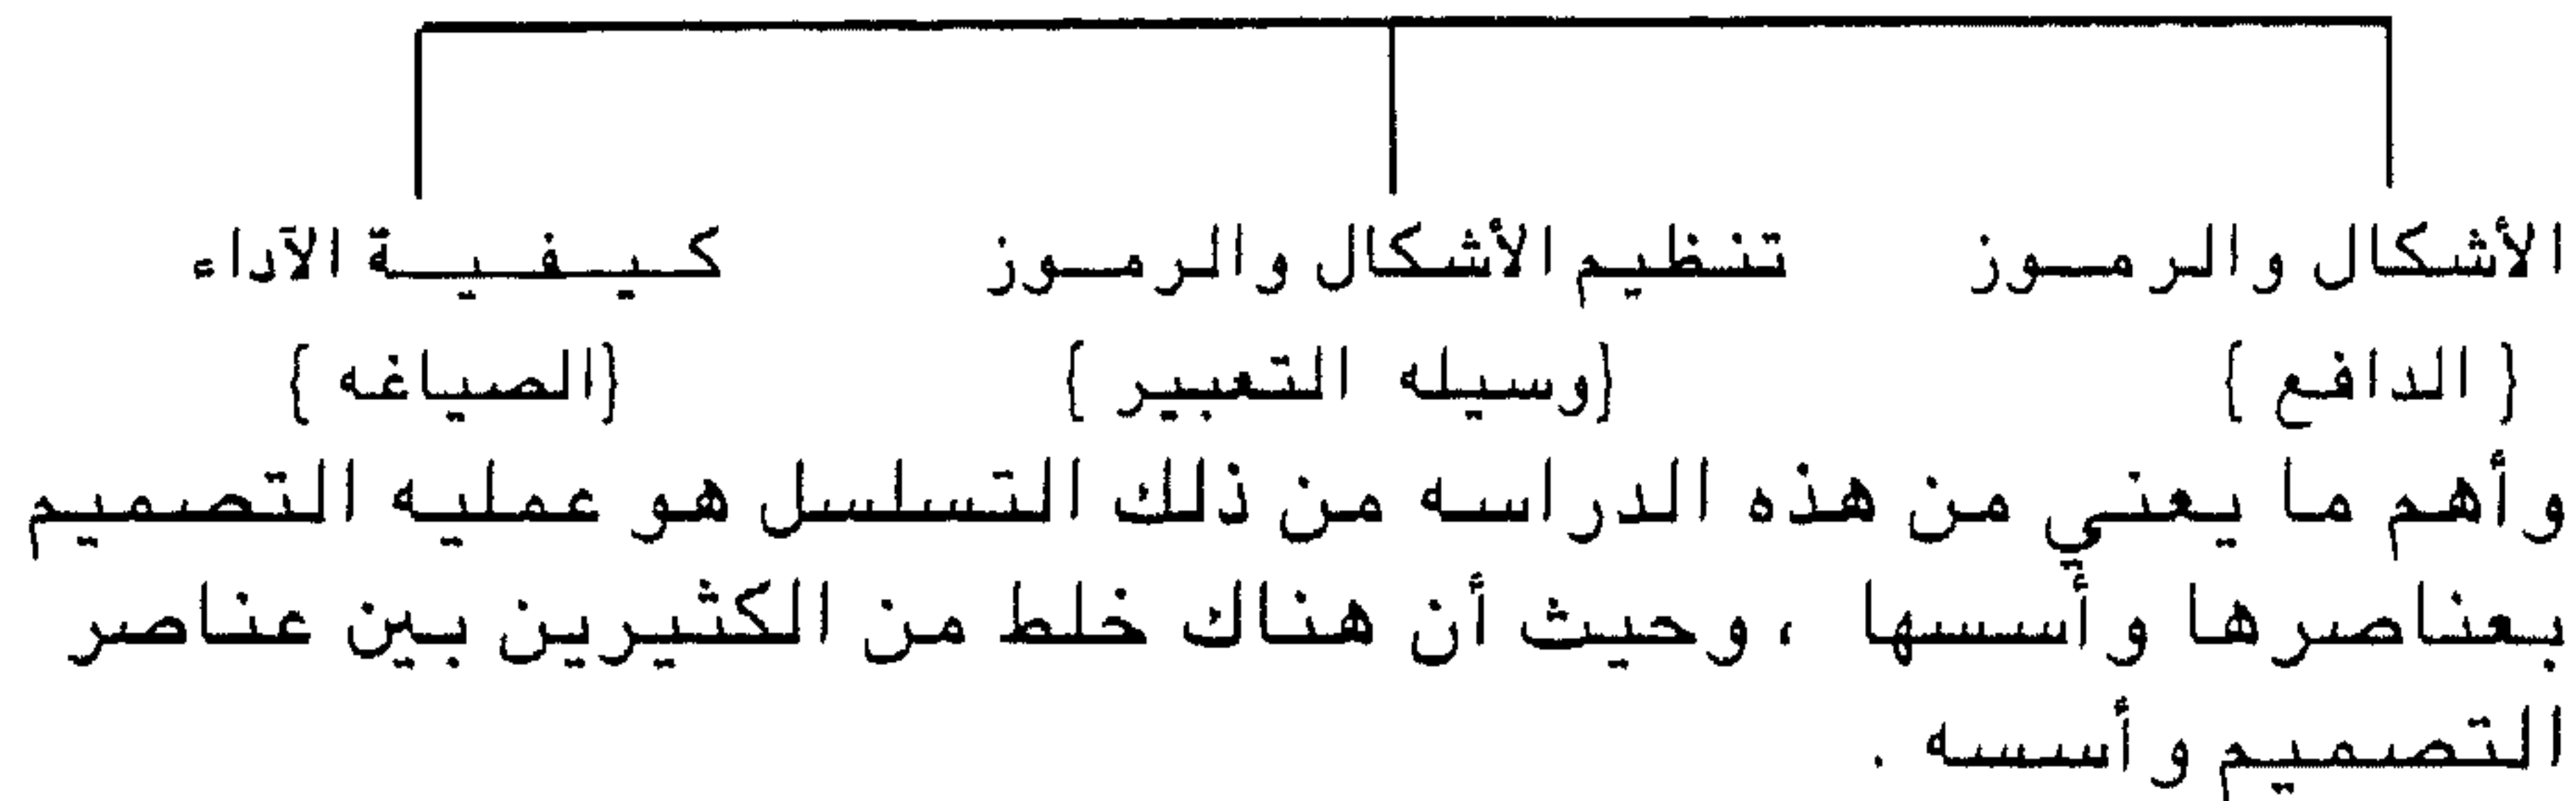 الأشكال والرموز تنظيم الأشكال والرموز كيفية الآداء
{ الدافع } {وسيله التعبير } {الصياغه }
وأهم ما يعني من هذه الدراسه من ذلك التسلسل هو عمليه التصميم
بعناصرها وأسسها ، وحيث أن هناك خلط من الكثيرين بين عناصر
التصميم وأسسه .